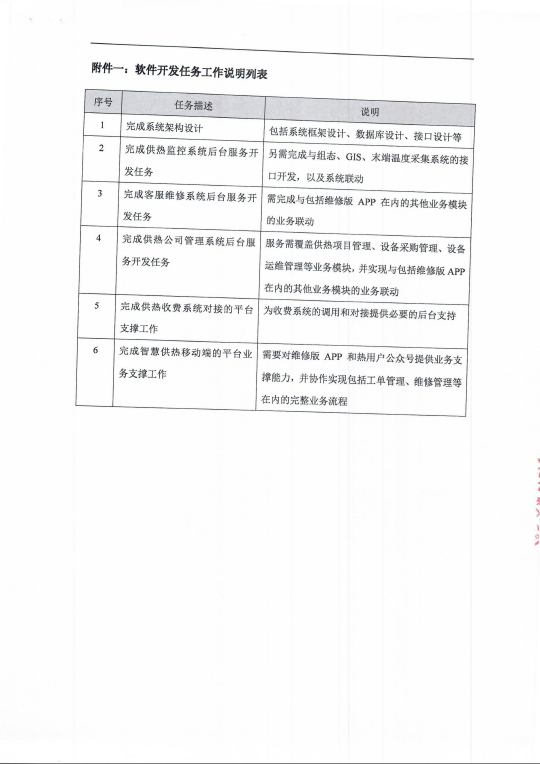 附件一：软件开发任务工作说明列表
序号 任务描述 说明
1 完成系统架构设计 包括系统框架设计、数据库设计、接口设计等
2 完成供热监控系统后台服务开 另需完成与组态、GIS、末端温度采集系统的接
发任务 口开发，以及系统联动
3 完成客服维修系统后台服务开 需完成与包括维修版 APP 在内的其他业务模块
发任务 的业务联动
4 完成供热公司管理系统后台服 服务需覆盖供热项目管理、设备采购管理、设备
务开发任务 运维管理等业务模块，并实现与包括维修版 APP
在内的其他业务模块的业务联动
5 完成供热收费系统对接的平台 为收费系统的调用和对接提供必要的后台支持
支撑工作
6 完成智慧供热移动端的平台业 需要对维修版 APP 和热用户公众号提供业务支
务支撑工作 撑能力，并协作实现包括工单管理、维修管理等
在内的完整业务流程